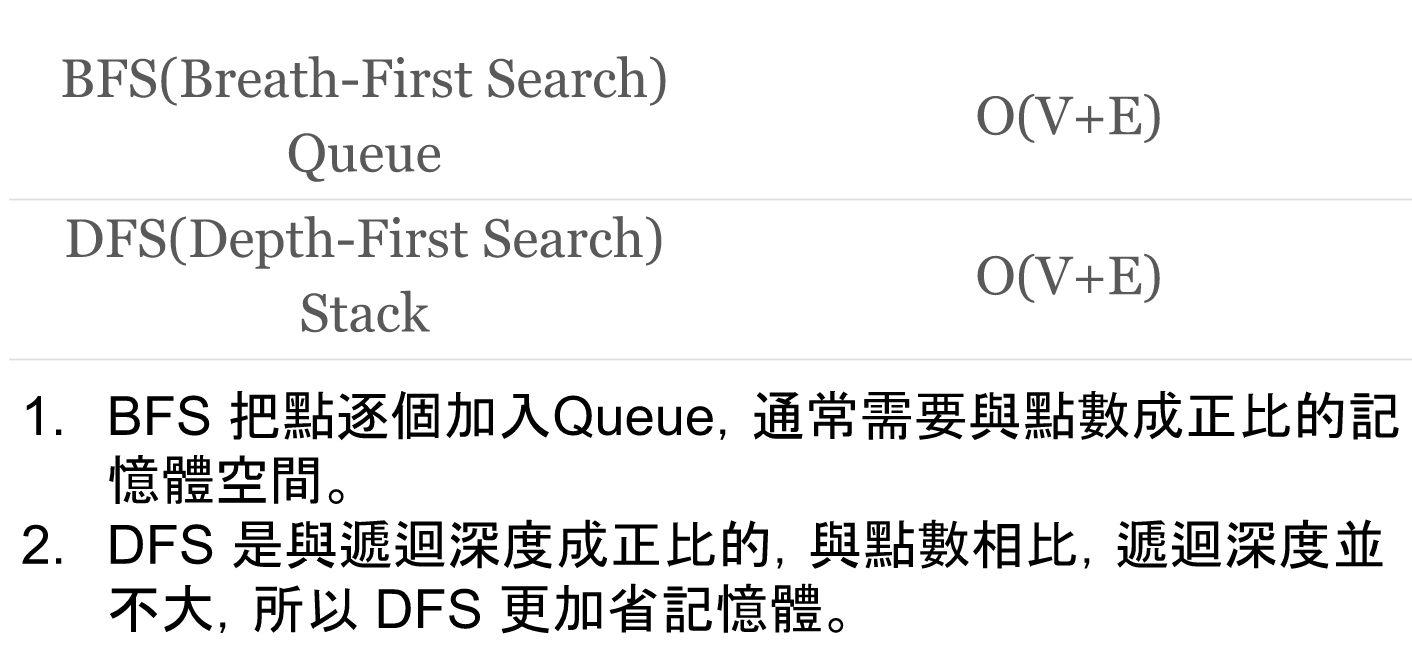 BFS(Breath-First Search)
Queue
O(V+E)
DFS(Depth-First Search)
Stack
O(V+E)
1. BFS 把點逐個加入Queue, 通常需要與點數成正比的記
憶體空間。
2. DFS 是與遞迴深度成正比的, 與點數相比, 遞迴深度並
不大, 所以 DFS 更加省記憶體。